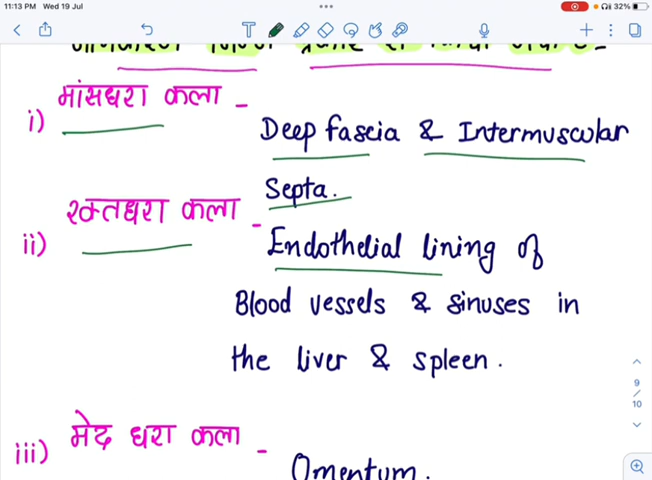 11:13 PM Wed 19 Jul
32%
i) मांसधरा कला -
Deep fascia & Intermuscular
Septa.
ii) रक्तधरा कला -
Endothelial lining of
Blood vessels & sinuses in
the liver & spleen.
9
/
10
iii) मेद धरा कला -
Omentum.